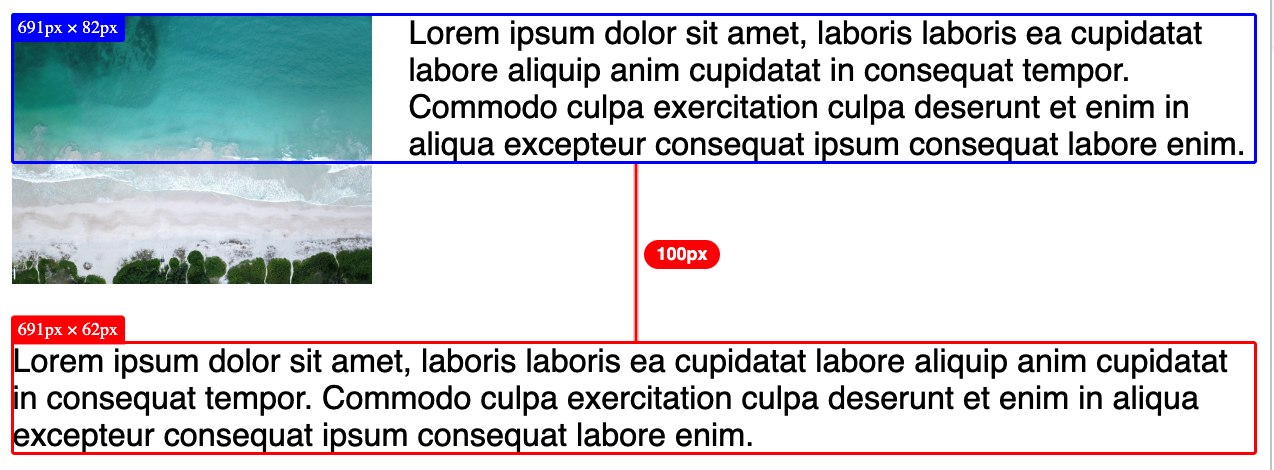 691px × 82px
Lorem ipsum dolor sit amet, laboris laboris ea cupidatat
labore aliquip anim cupidatat in consequat tempor.
Commodo culpa exercitation culpa deserunt et enim in
aliqua excepteur consequat ipsum consequat labore enim.
100px
691px × 62px
Lorem ipsum dolor sit amet, laboris laboris ea cupidatat labore aliquip anim cupidatat
in consequat tempor. Commodo culpa exercitation culpa deserunt et enim in aliqua
excepteur consequat ipsum consequat labore enim.